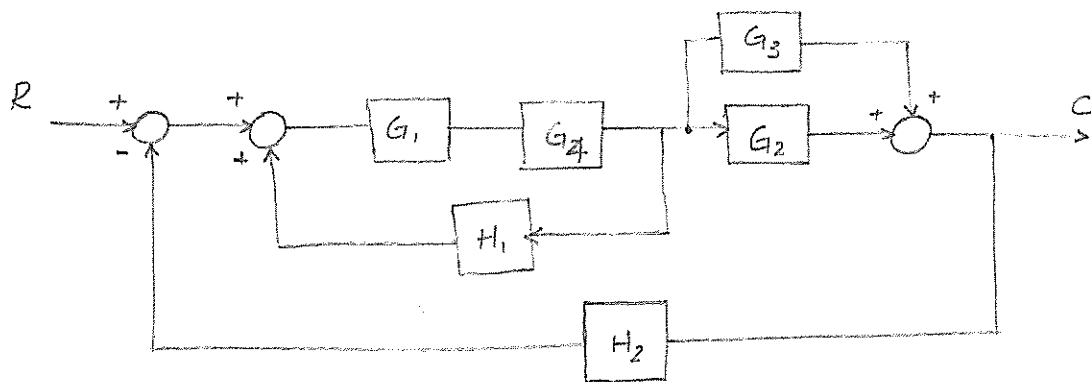 G₃
R + - + + G₁ G₄ G₂ + + C
H₁
H₂